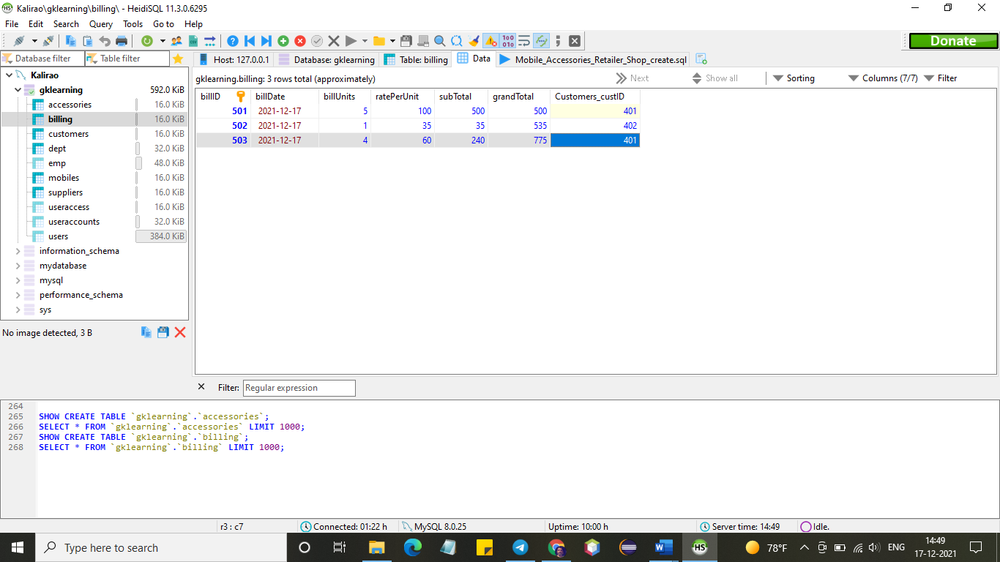 Kalirao\gklearning\billing\ - HeidiSQL 11.3.0.6295
File Edit Search Query Tools Go to Help
Donate
Database filter Table filter Host: 127.0.0.1 Database: gklearning Table: billing Data Mobile_Accessories_Retailer_Shop_create.sql
gklearning.billing: 3 rows total (approximately) Next Show all Sorting Columns (7/7) Filter
Kalirao
gklearning 592.0 KiB
accessories 16.0 KiB
billing 16.0 KiB
customers 16.0 KiB
dept 32.0 KiB
emp 48.0 KiB
mobiles 16.0 KiB
suppliers 16.0 KiB
useraccess 16.0 KiB
useraccounts 32.0 KiB
users 384.0 KiB
information_schema
mydatabase
mysql
performance_schema
sys
billID billDate billUnits ratePerUnit subTotal grandTotal Customers_custID
501 2021-12-17 5 100 500 500 401
502 2021-12-17 1 35 35 535 402
503 2021-12-17 4 60 240 775 401
No image detected, 3 B
Filter: Regular expression
264
265 SHOW CREATE TABLE `gklearning`.`accessories`;
266 SELECT * FROM `gklearning`.`accessories` LIMIT 1000;
267 SHOW CREATE TABLE `gklearning`.`billing`;
268 SELECT * FROM `gklearning`.`billing` LIMIT 1000;
r3 : c7 Connected: 01:22 h MySQL 8.0.25 Uptime: 10:00 h Server time: 14:49 Idle.
Type here to search HS 78°F ENG 14:49
17-12-2021